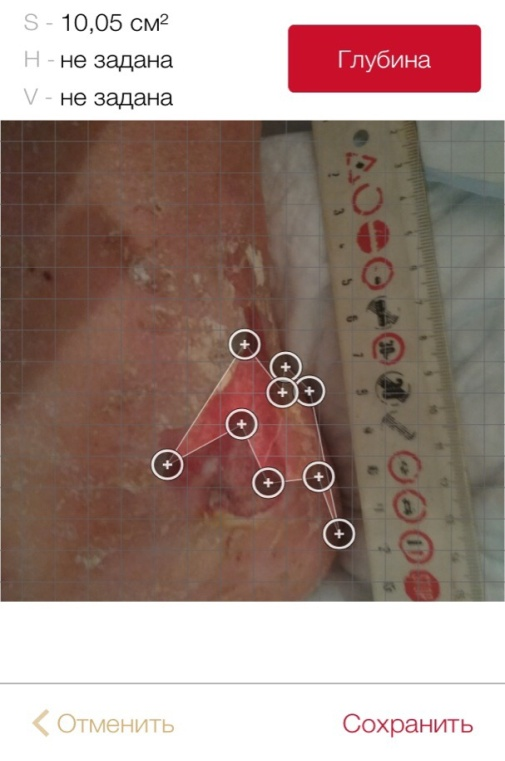 S - 10,05 см²
H - не задана
V - не задана
Глубина
Отменить
Сохранить